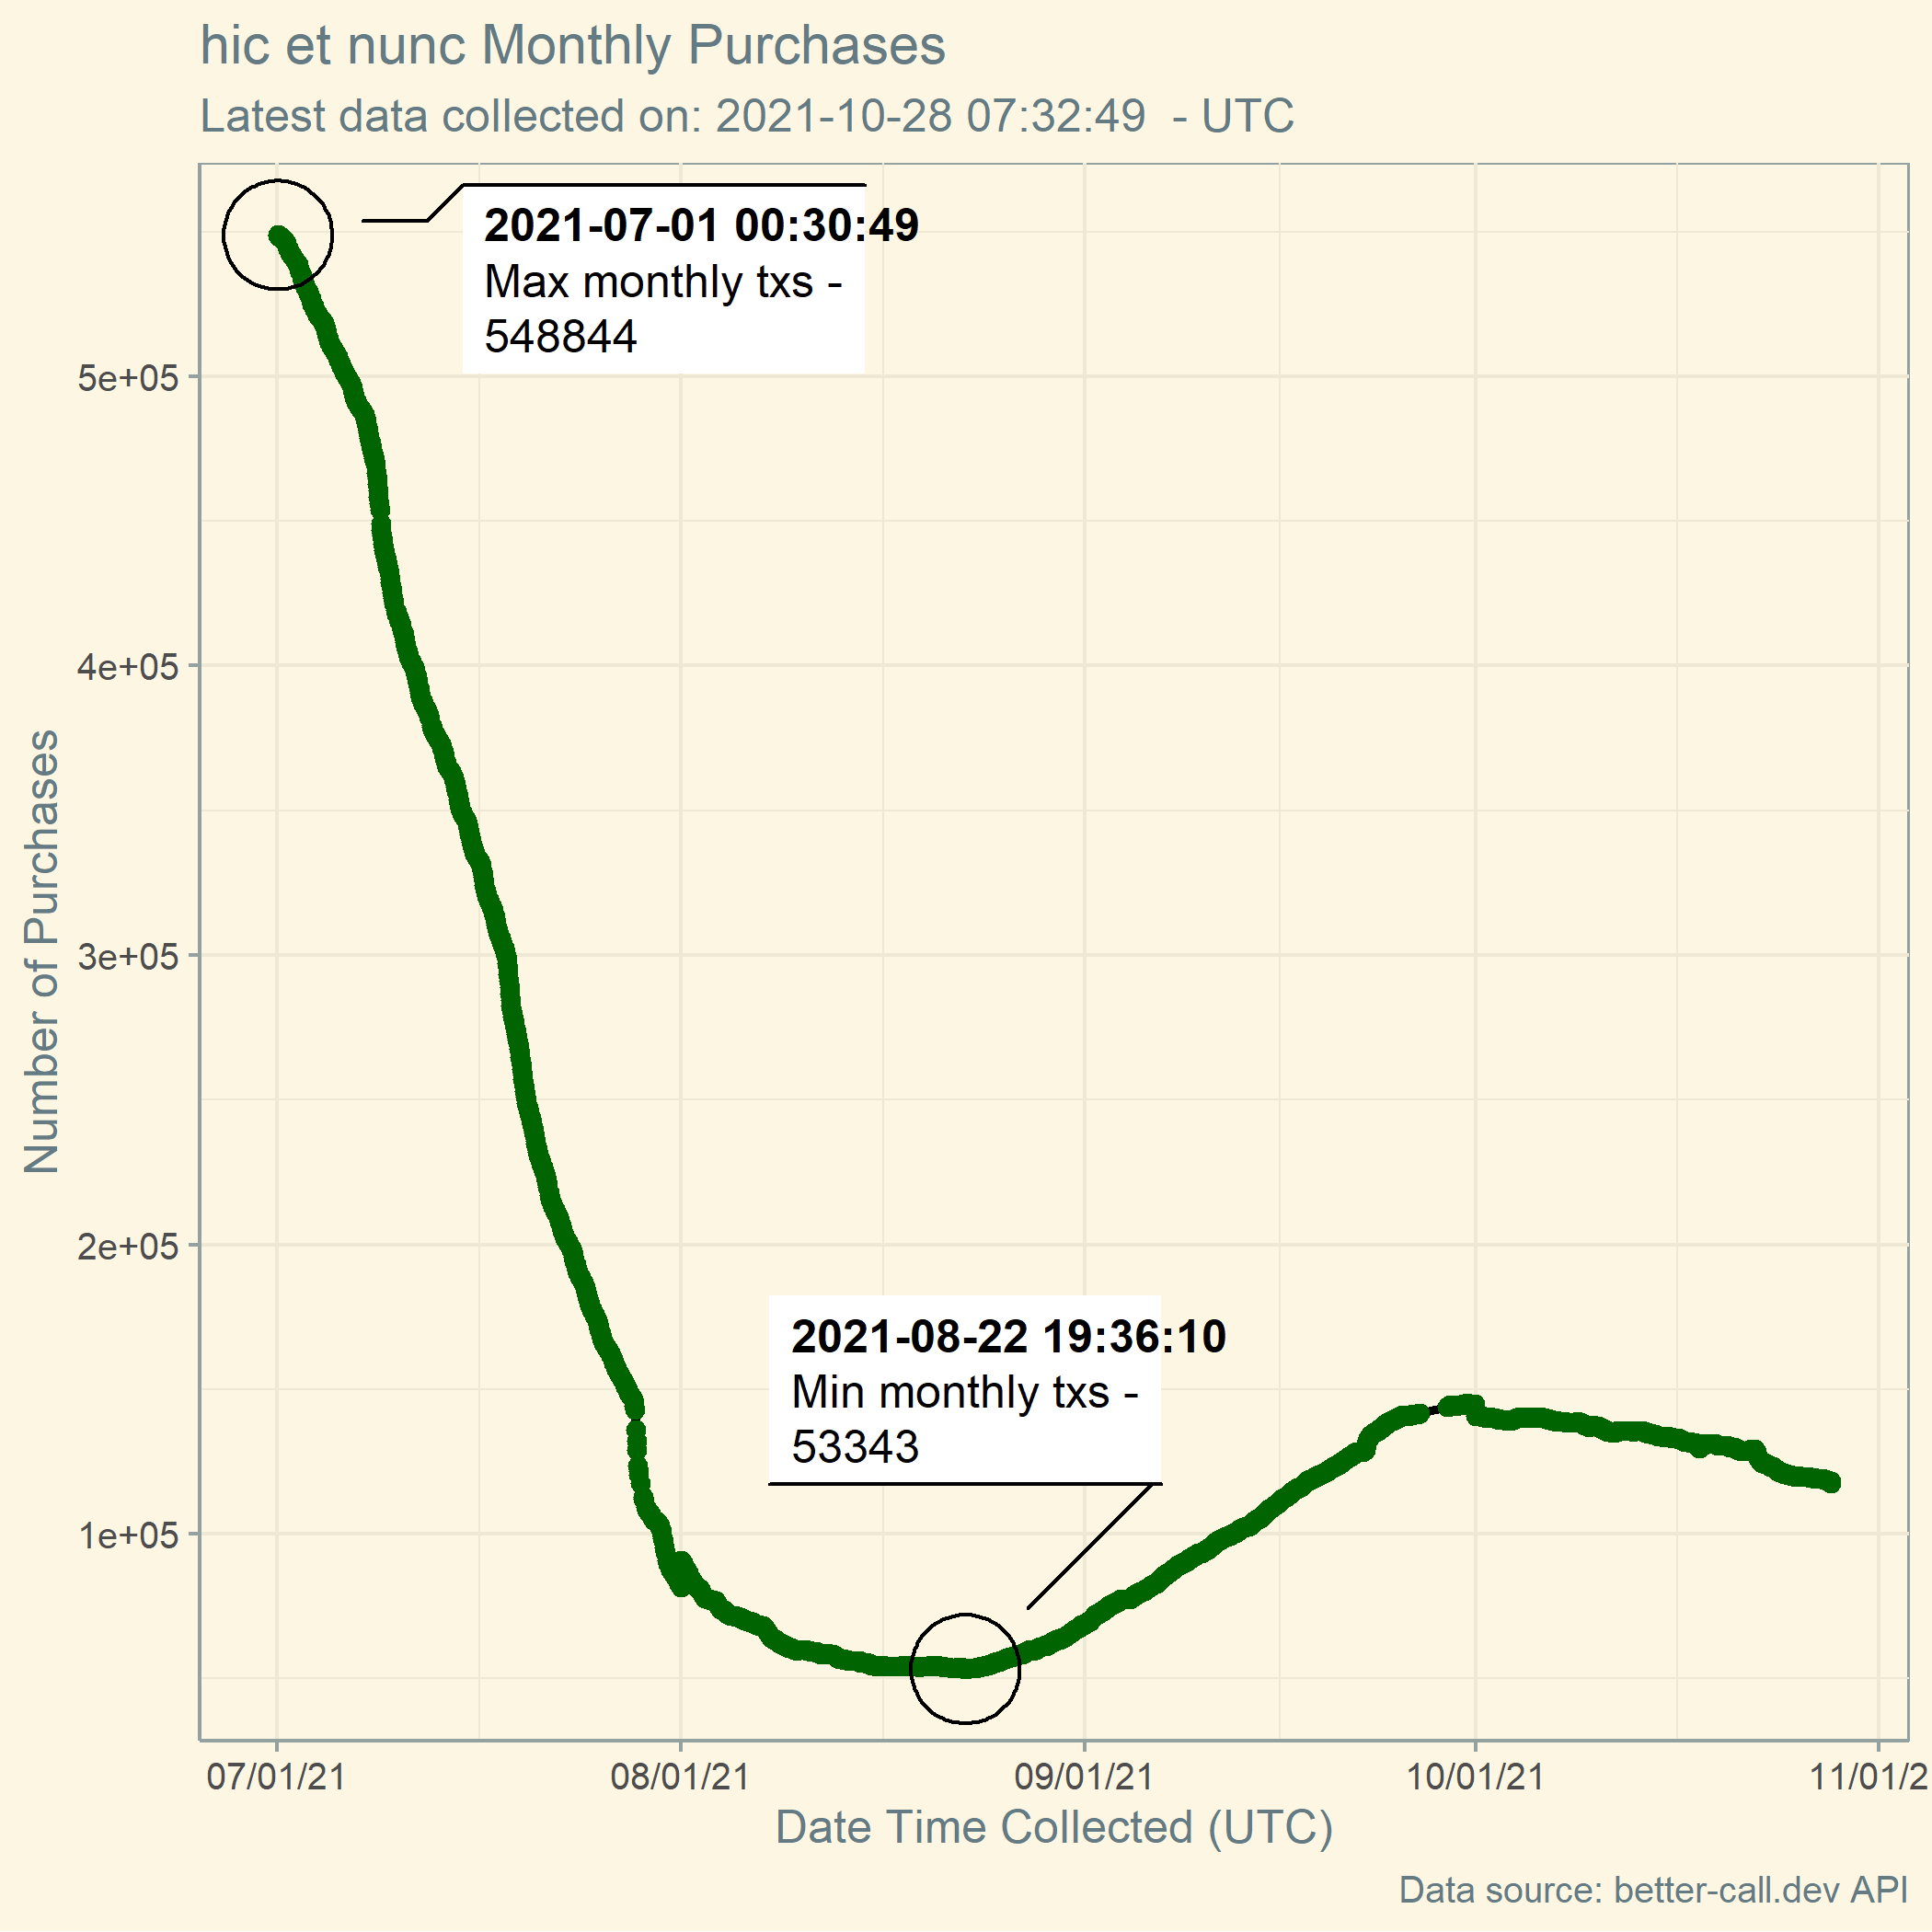 hic et nunc Monthly Purchases
Latest data collected on: 2021-10-28 07:32:49  - UTC
2021-07-01 00:30:49
Max monthly txs -
548844
5e+05
4e+05
3e+05
2e+05
1e+05
Number of Purchases
2021-08-22 19:36:10
Min monthly txs -
53343
07/01/21
08/01/21
09/01/21
10/01/21
11/01/2
Date Time Collected (UTC)
Data source: better-call.dev API